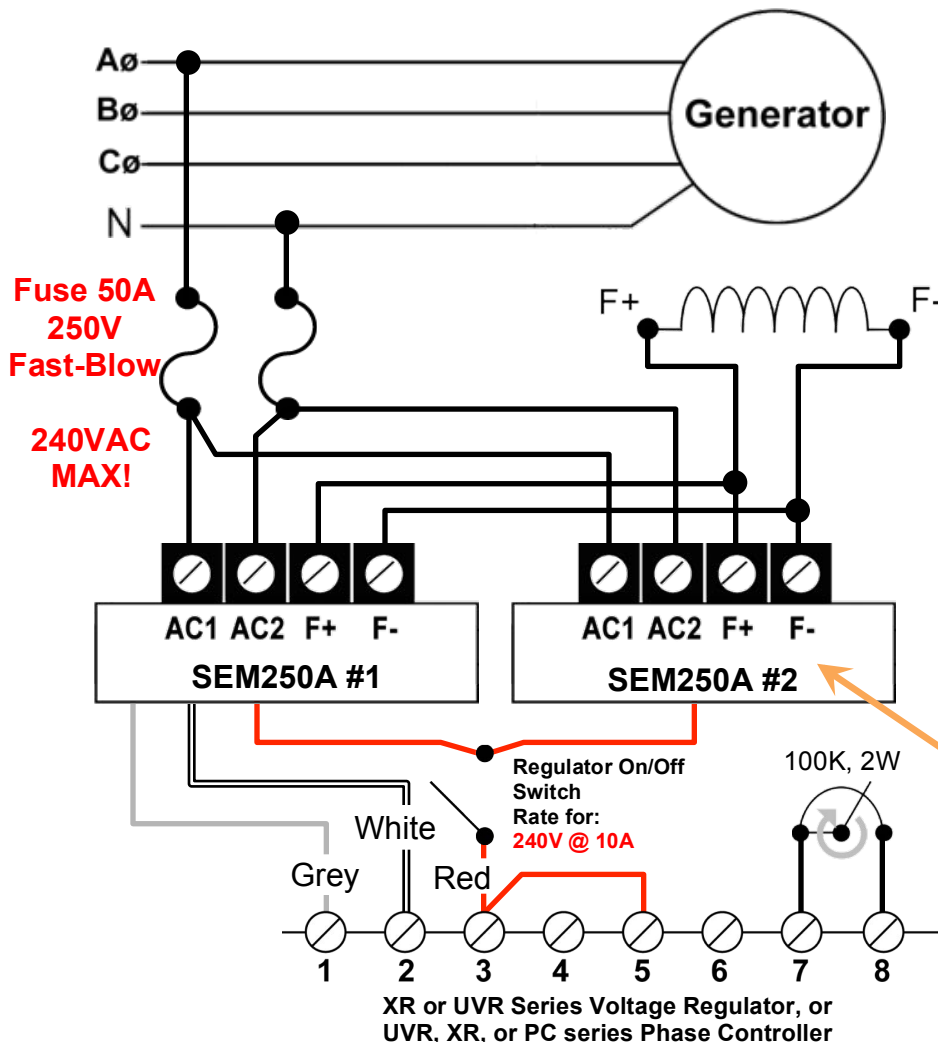 Aø
Bø
Generator
Cø
N
Fuse 50A
250V
Fast-Blow
F+
F-
240VAC
MAX!
AC1 AC2 F+ F-
SEM250A #1
AC1 AC2 F+ F-
SEM250A #2
Regulator On/Off
Switch
Rate for:
240V @ 10A
100K, 2W
White
Grey
Red
1 2 3 4 5 6 7 8
XR or UVR Series Voltage Regulator, or
UVR, XR, or PC series Phase Controller